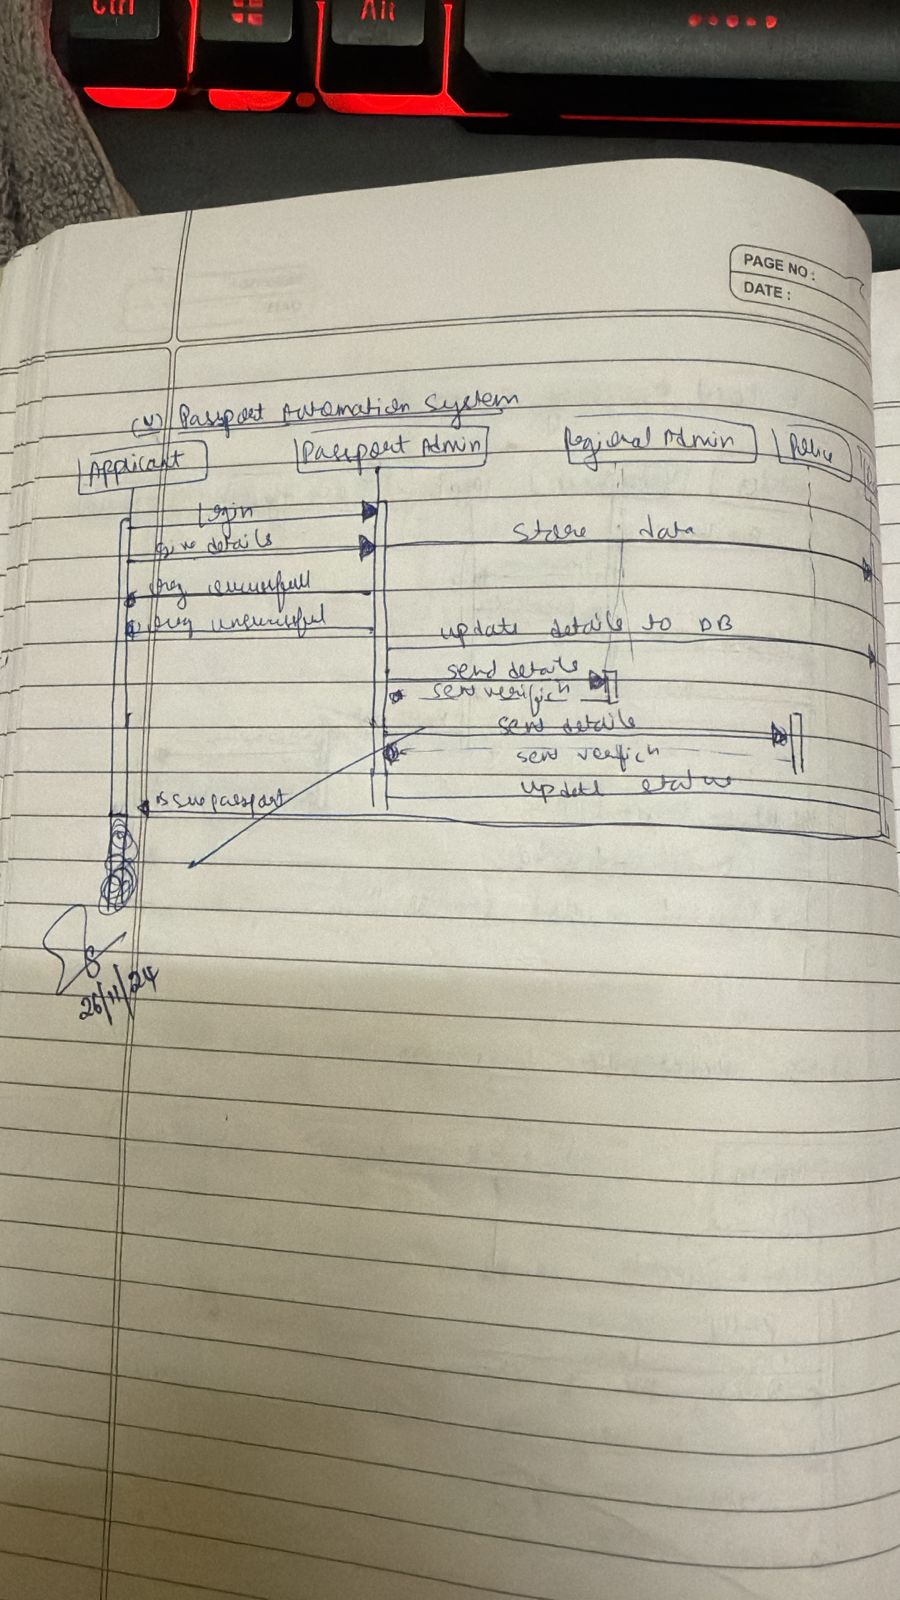 Ctrl
Alt
PAGE NO:
DATE:
(v) Passport Automation System
Applicant
Passport Admin
Regional Admin
Police
login
give details
store data
reg successfull
reg unsuccessful
update details to DB
send details
send verificn
send details
send verificn
update status
issue passport
8
26/11/24